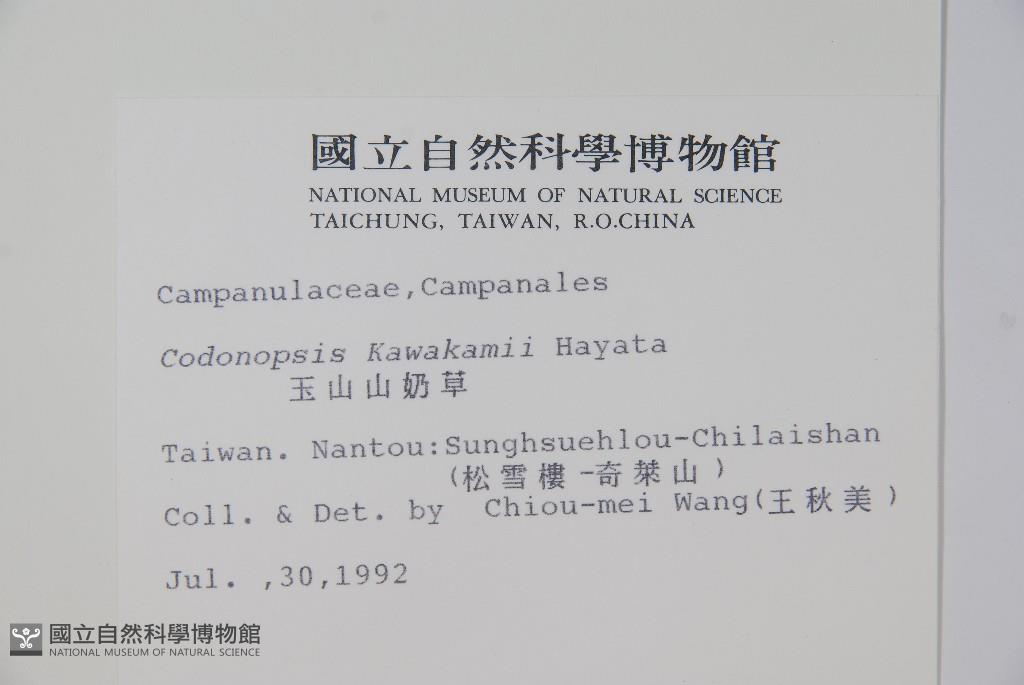 國立自然科學博物館
NATIONAL MUSEUM OF NATURAL SCIENCE
TAICHUNG, TAIWAN, R.O.CHINA
Campanulaceae,Campanales
Codonopsis Kawakamii Hayata
玉山山奶草
Taiwan. Nantou:Sunghsuehlou-Chilaishan
(松雪樓-奇萊山)
Coll. & Det. by Chiou-mei Wang(王秋美)
Jul. ,30,1992
國立自然科學博物館
NATIONAL MUSEUM OF NATURAL SCIENCE